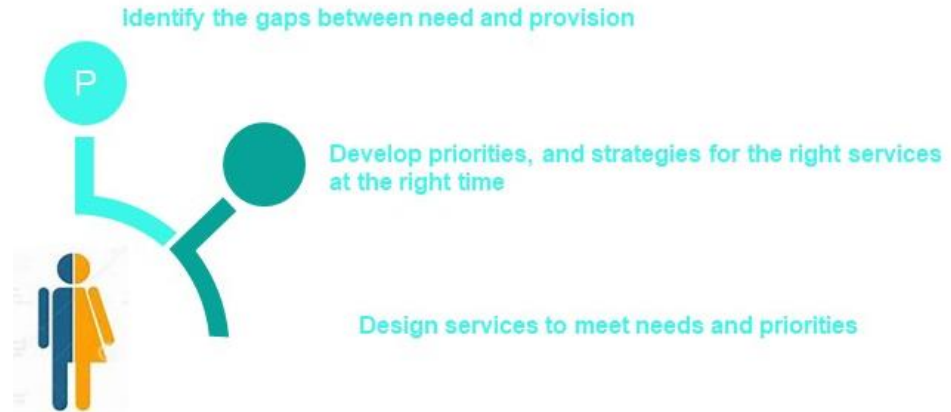 Identify the gaps between need and provision
P
Develop priorities, and strategies for the right services
at the right time
Design services to meet needs and priorities